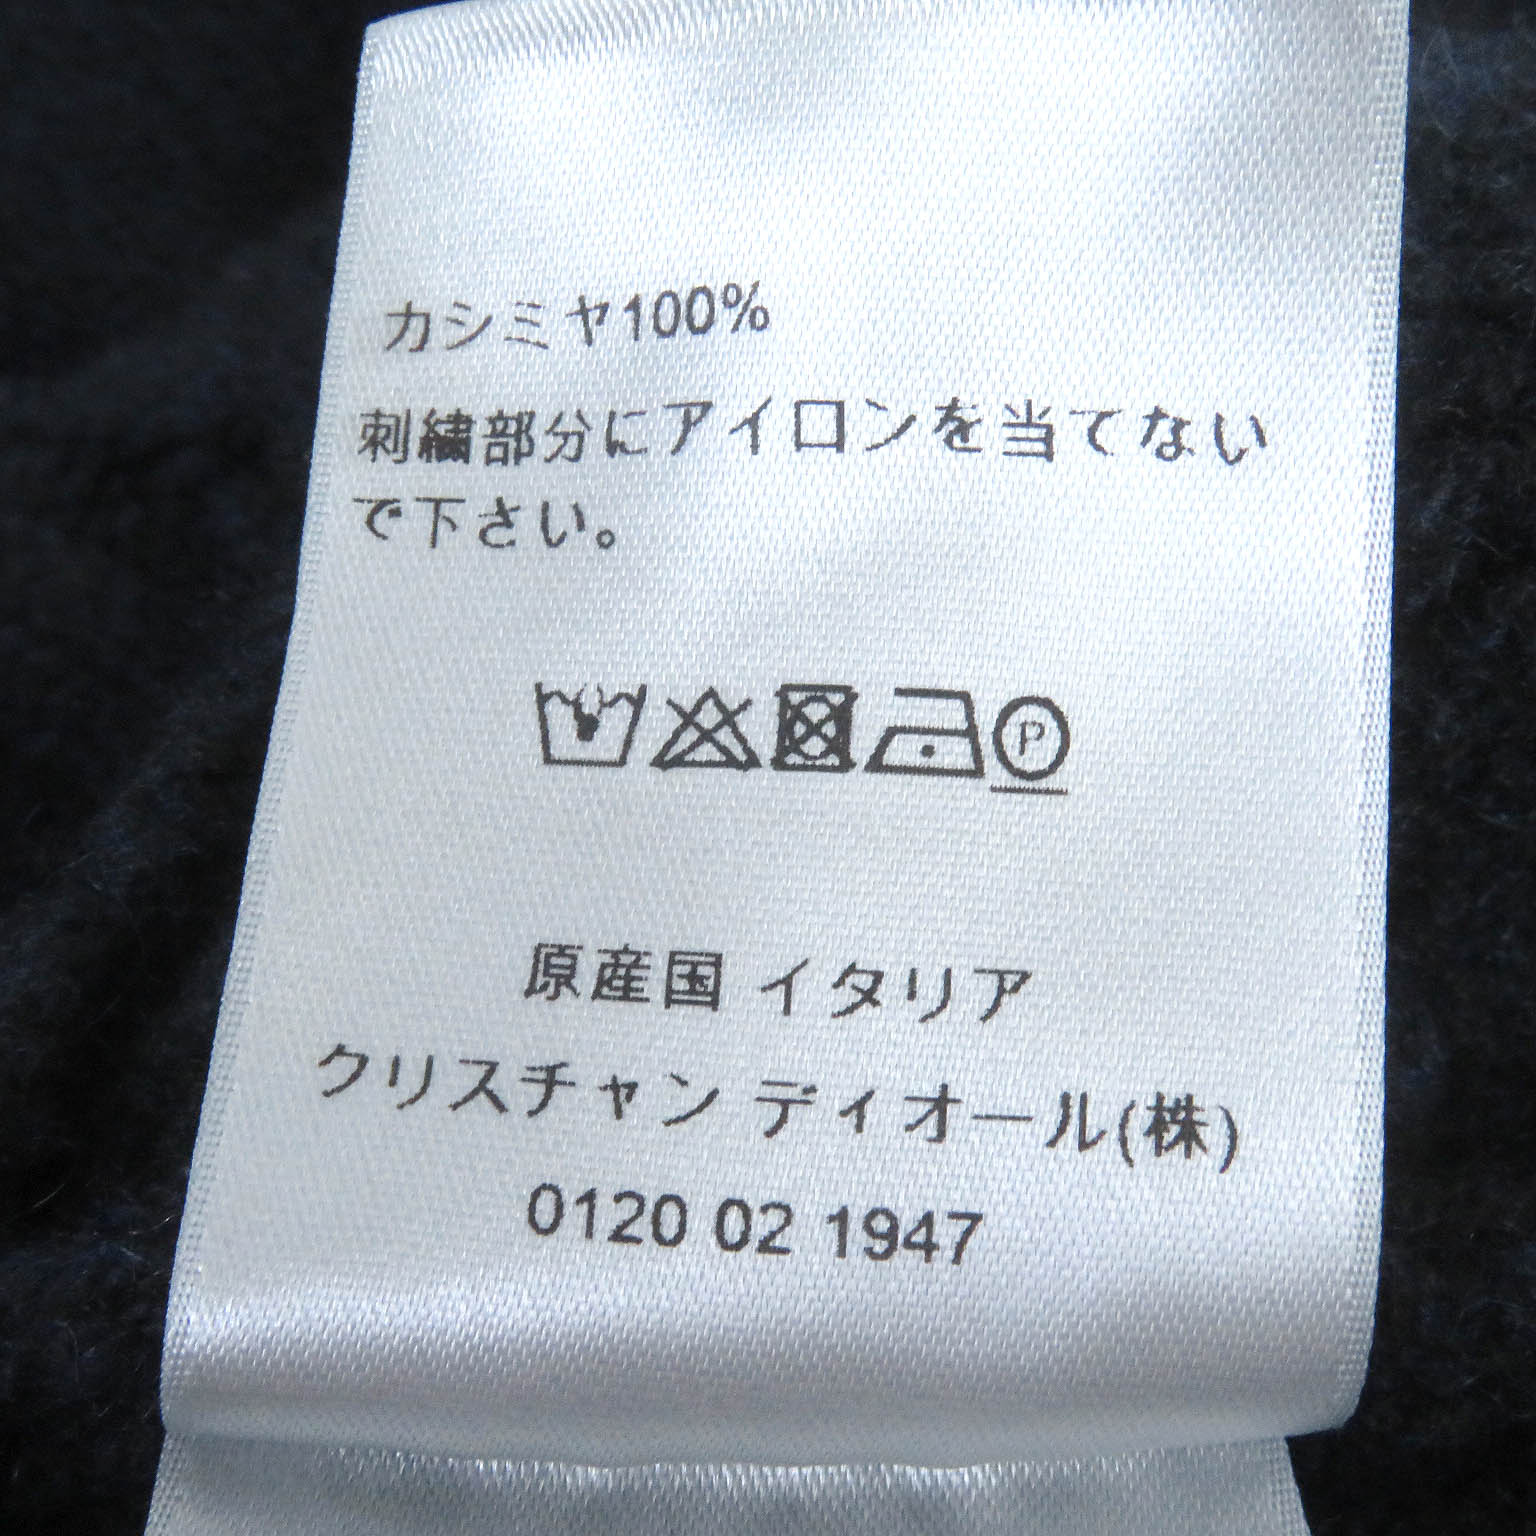 カシミヤ100%
刺繍部分にアイロンを当てない
で下さい。
P
原産国 イタリア
クリスチャン ディオール(株)
0120 02 1947